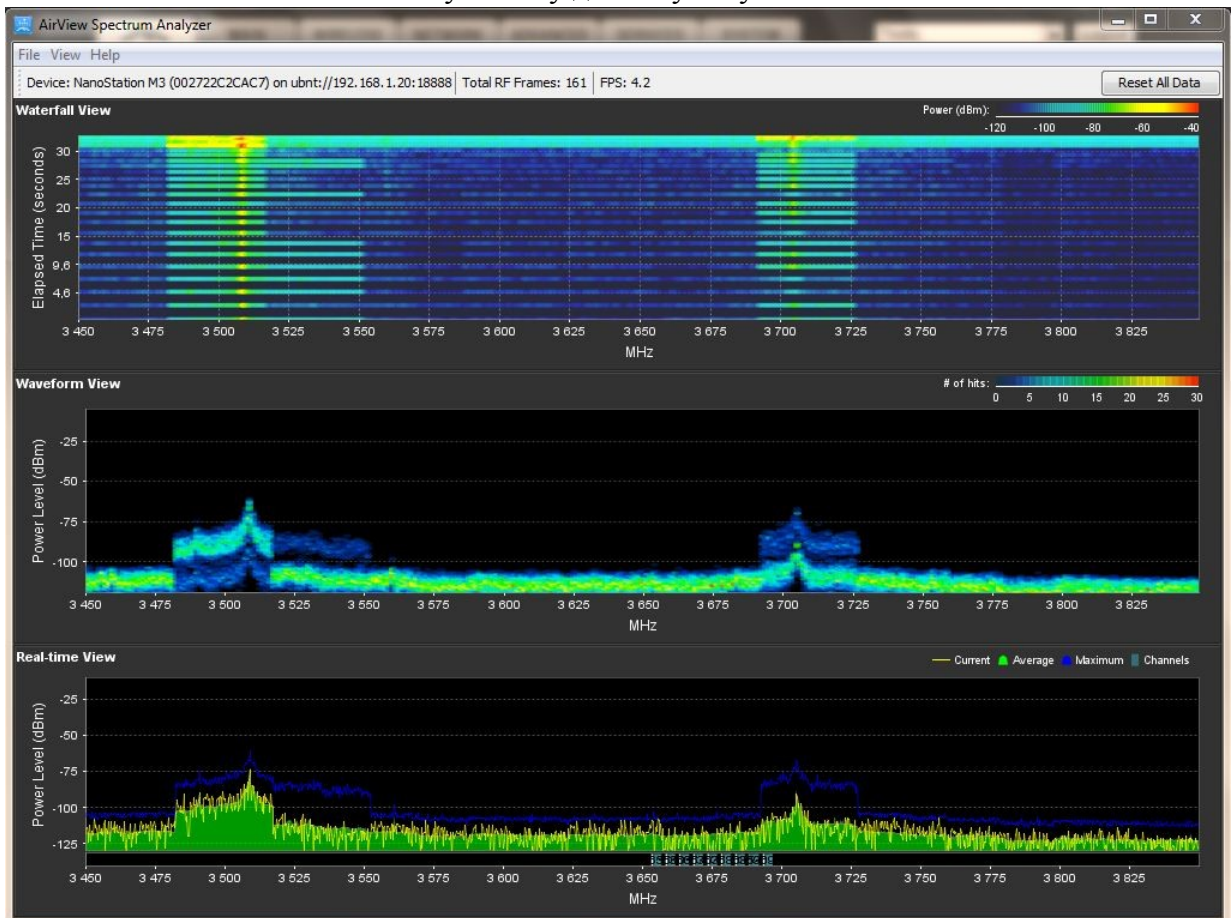 AirView Spectrum Analyzer
File View Help
Device: NanoStation M3 (002722C2CAC7) on ubnt://192.168.1.20:18888 Total RF Frames: 161 FPS: 4.2 Reset All Data
Waterfall View
Power (dBm):
-120 -100 -80 -60 -40
Elapsed Time (seconds)
30
25
20
15
9,6
4,6
3 450 3 475 3 500 3 525 3 550 3 575 3 600 3 625 3 650 3 675 3 700 3 725 3 750 3 775 3 800 3 825
MHz
Waveform View
# of hits:
0 5 10 15 20 25 30
Power Level (dBm)
-25
-50
-75
-100
3 450 3 475 3 500 3 525 3 550 3 575 3 600 3 625 3 650 3 675 3 700 3 725 3 750 3 775 3 800 3 825
MHz
Real-time View
Current Average Maximum Channels
Power Level (dBm)
-25
-50
-75
-100
-125
3 450 3 475 3 500 3 525 3 550 3 575 3 600 3 625 3 650 3 675 3 700 3 725 3 750 3 775 3 800 3 825
MHz